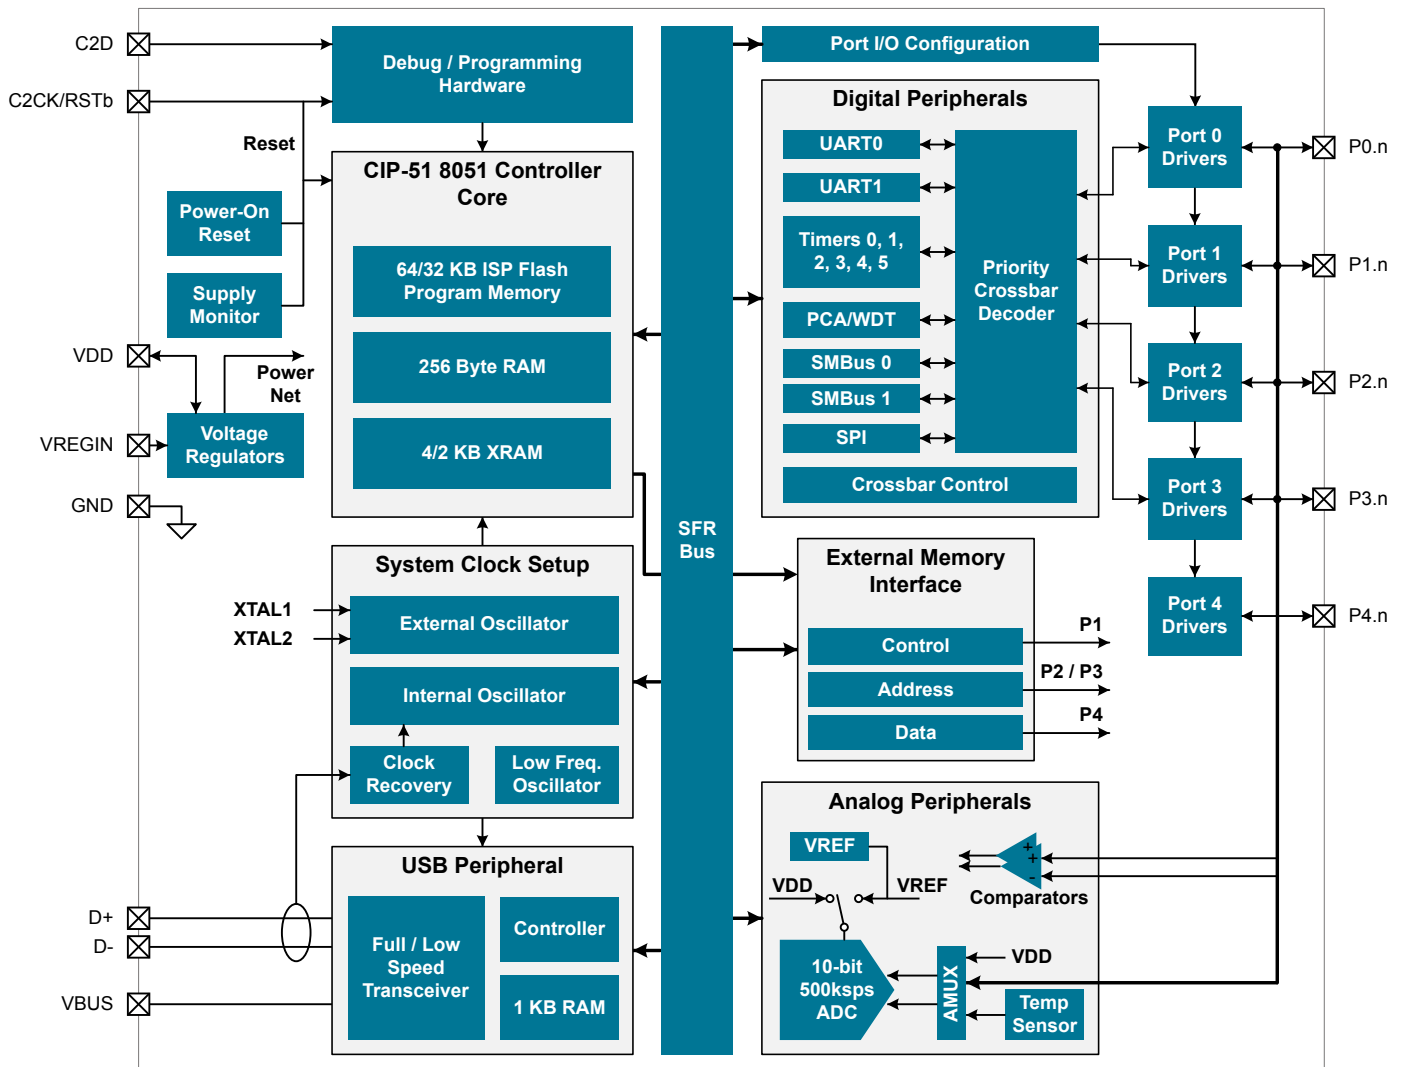 C2D
C2CK/RSTb
Debug / Programming
Hardware
Reset
Power-On
Reset
Supply
Monitor
VDD
Power
Net
VREGIN
Voltage
Regulators
GND
CIP-51 8051 Controller
Core
64/32 KB ISP Flash
Program Memory
256 Byte RAM
4/2 KB XRAM
System Clock Setup
XTAL1
XTAL2
External Oscillator
Internal Oscillator
Clock
Recovery
Low Freq.
Oscillator
USB Peripheral
D+
D-
VBUS
Full / Low
Speed
Transceiver
Controller
1 KB RAM
SFR
Bus
Port I/O Configuration
Digital Peripherals
UART0
UART1
Timers 0, 1,
2, 3, 4, 5
PCA/WDT
SMBus 0
SMBus 1
SPI
Priority
Crossbar
Decoder
Crossbar Control
External Memory
Interface
Control
Address
Data
P1
P2 / P3
P4
Analog Peripherals
VREF
VDD
VREF
+
+
-
Comparators
10-bit
500ksps
ADC
AMUX
VDD
Temp
Sensor
Port 0
Drivers
Port 1
Drivers
Port 2
Drivers
Port 3
Drivers
Port 4
Drivers
P0.n
P1.n
P2.n
P3.n
P4.n